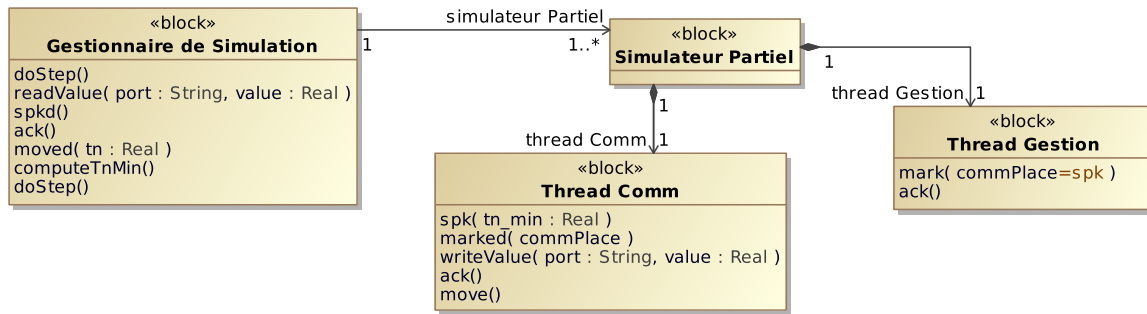 «block»
Gestionnaire de Simulation
doStep()
readValue( port : String, value : Real )
spkd()
ack()
moved( tn : Real )
computeTnMin()
doStep()
simulateur Partiel
1
1..*
«block»
Simulateur Partiel
1
1
thread Gestion
1
thread Comm
1
«block»
Thread Comm
spk( tn_min : Real )
marked( commPlace )
writeValue( port : String, value : Real )
ack()
move()
«block»
Thread Gestion
mark( commPlace=spk )
ack()